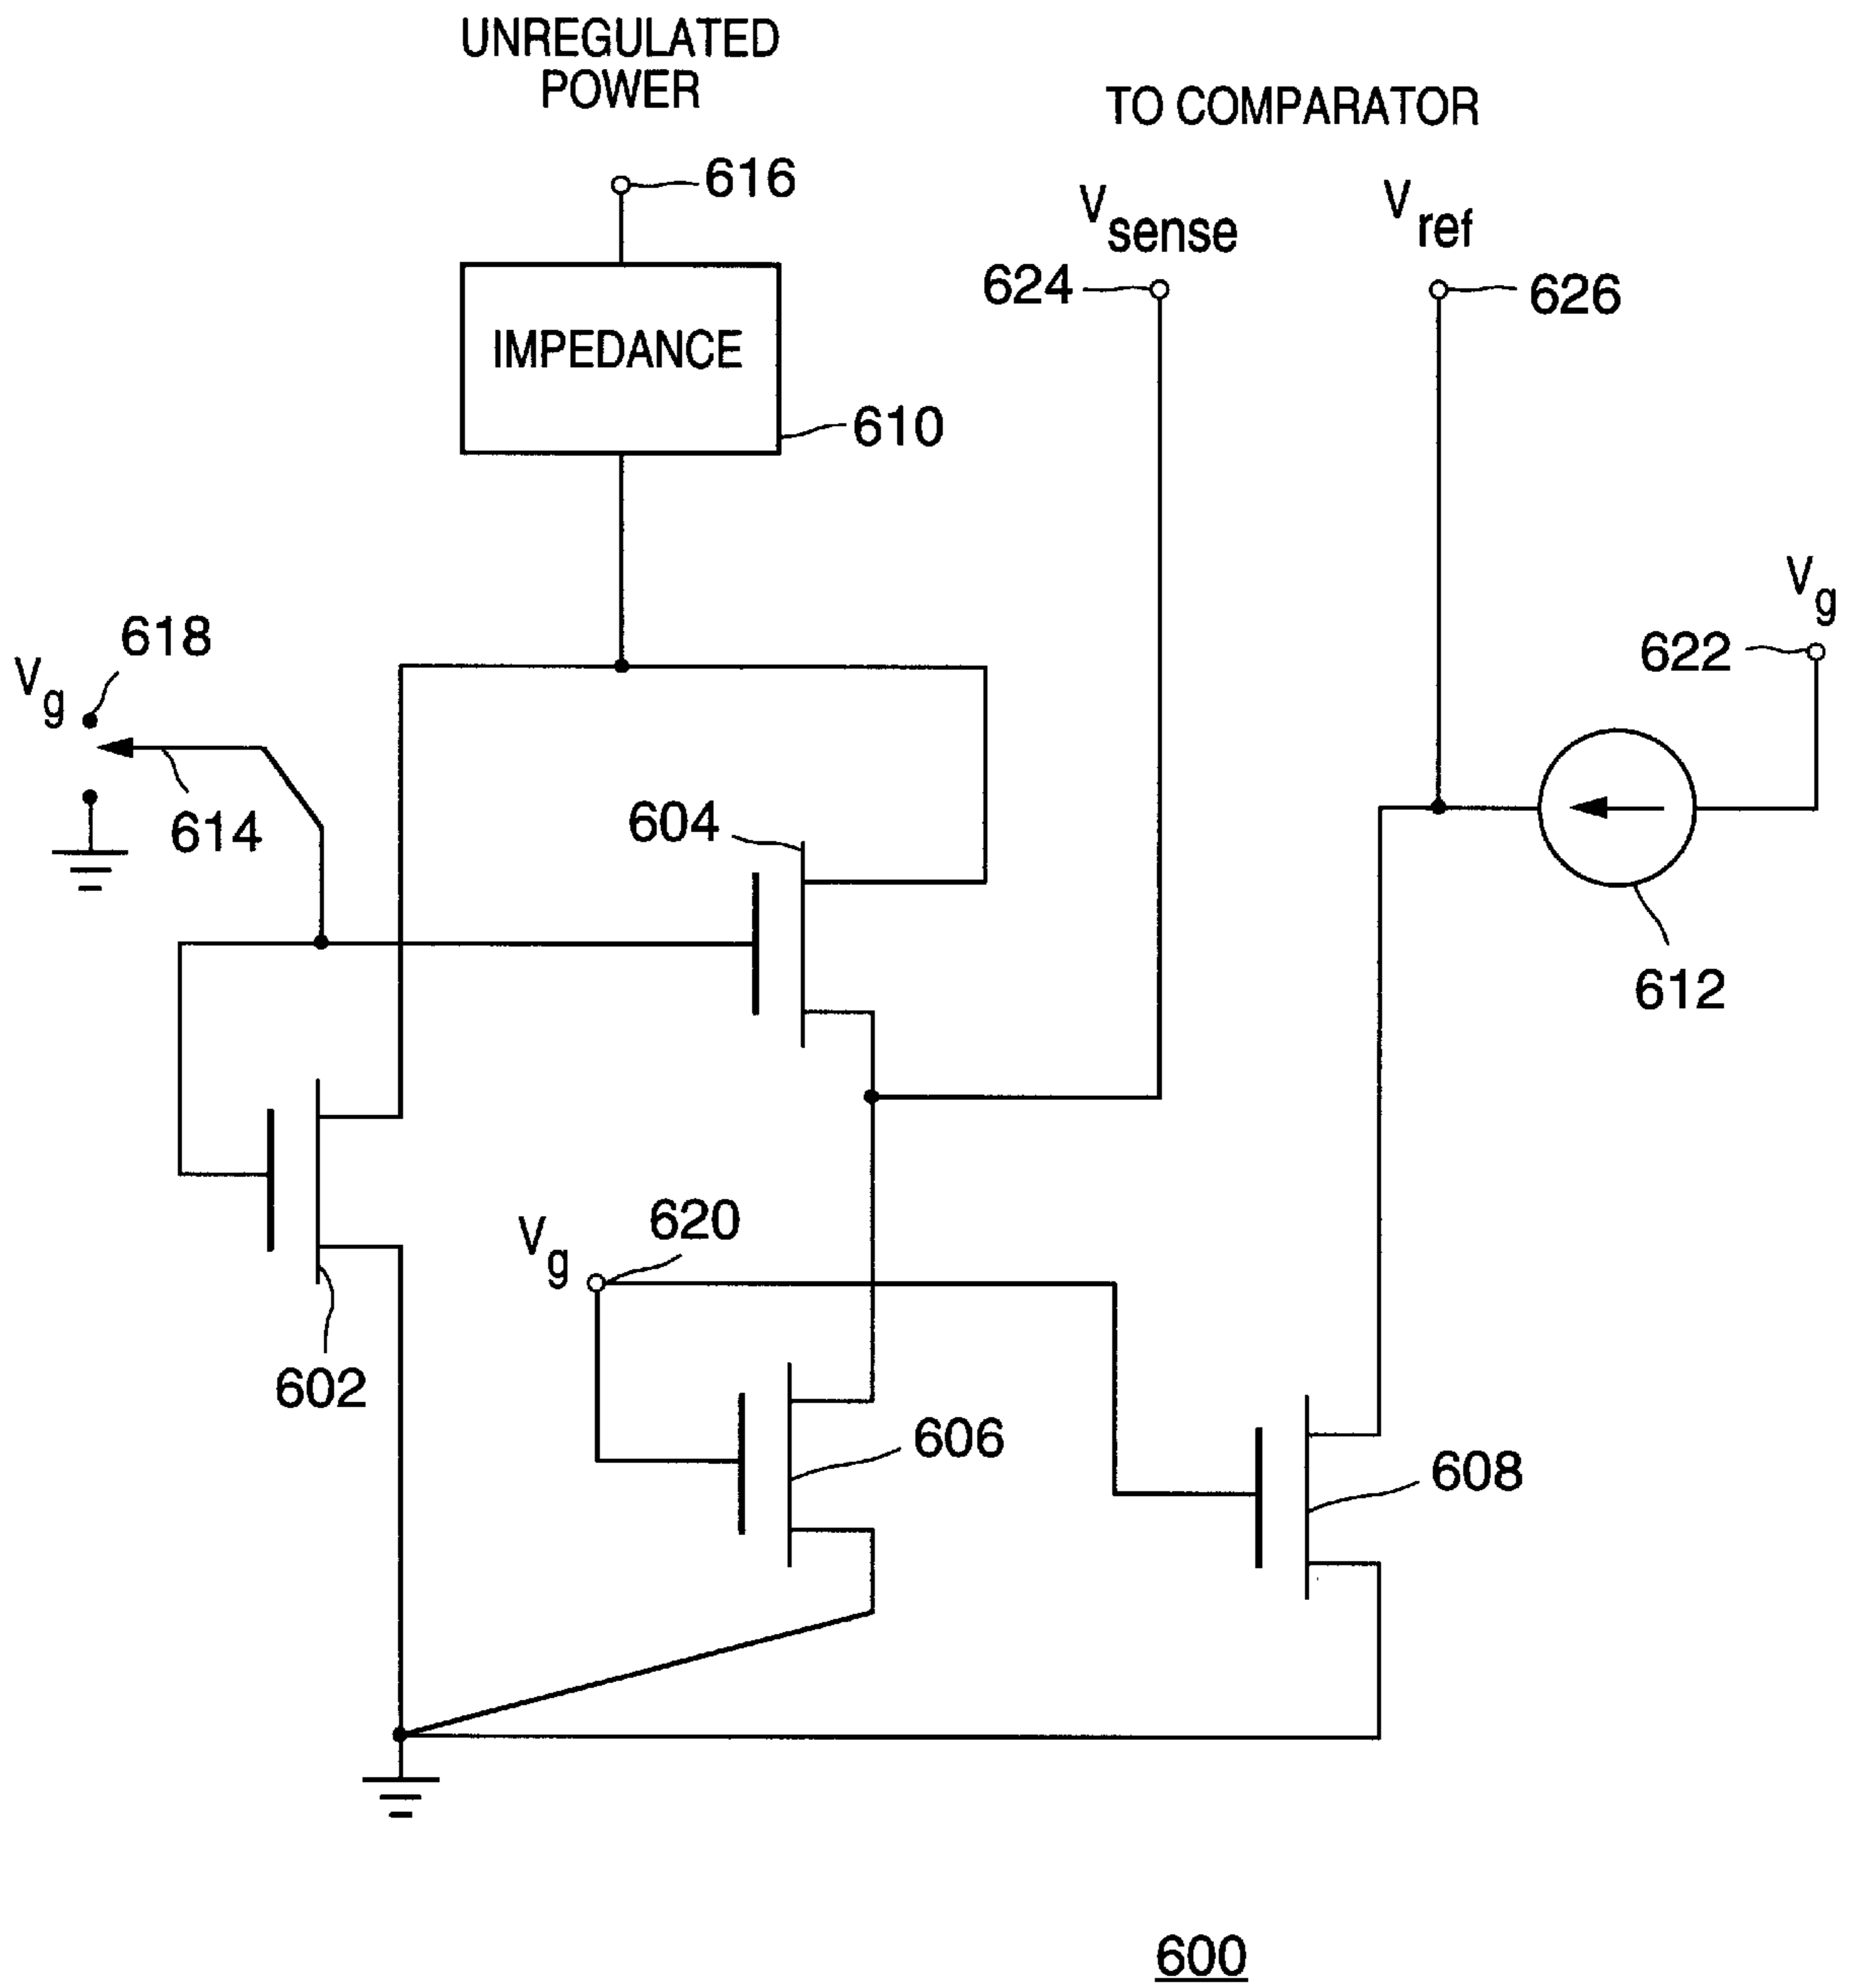 UNREGULATED
POWER
TO COMPARATOR
616
Vsense
Vref
624
626
IMPEDANCE
610
Vg
618
622
Vg
614
604
612
Vg
620
602
606
608
600